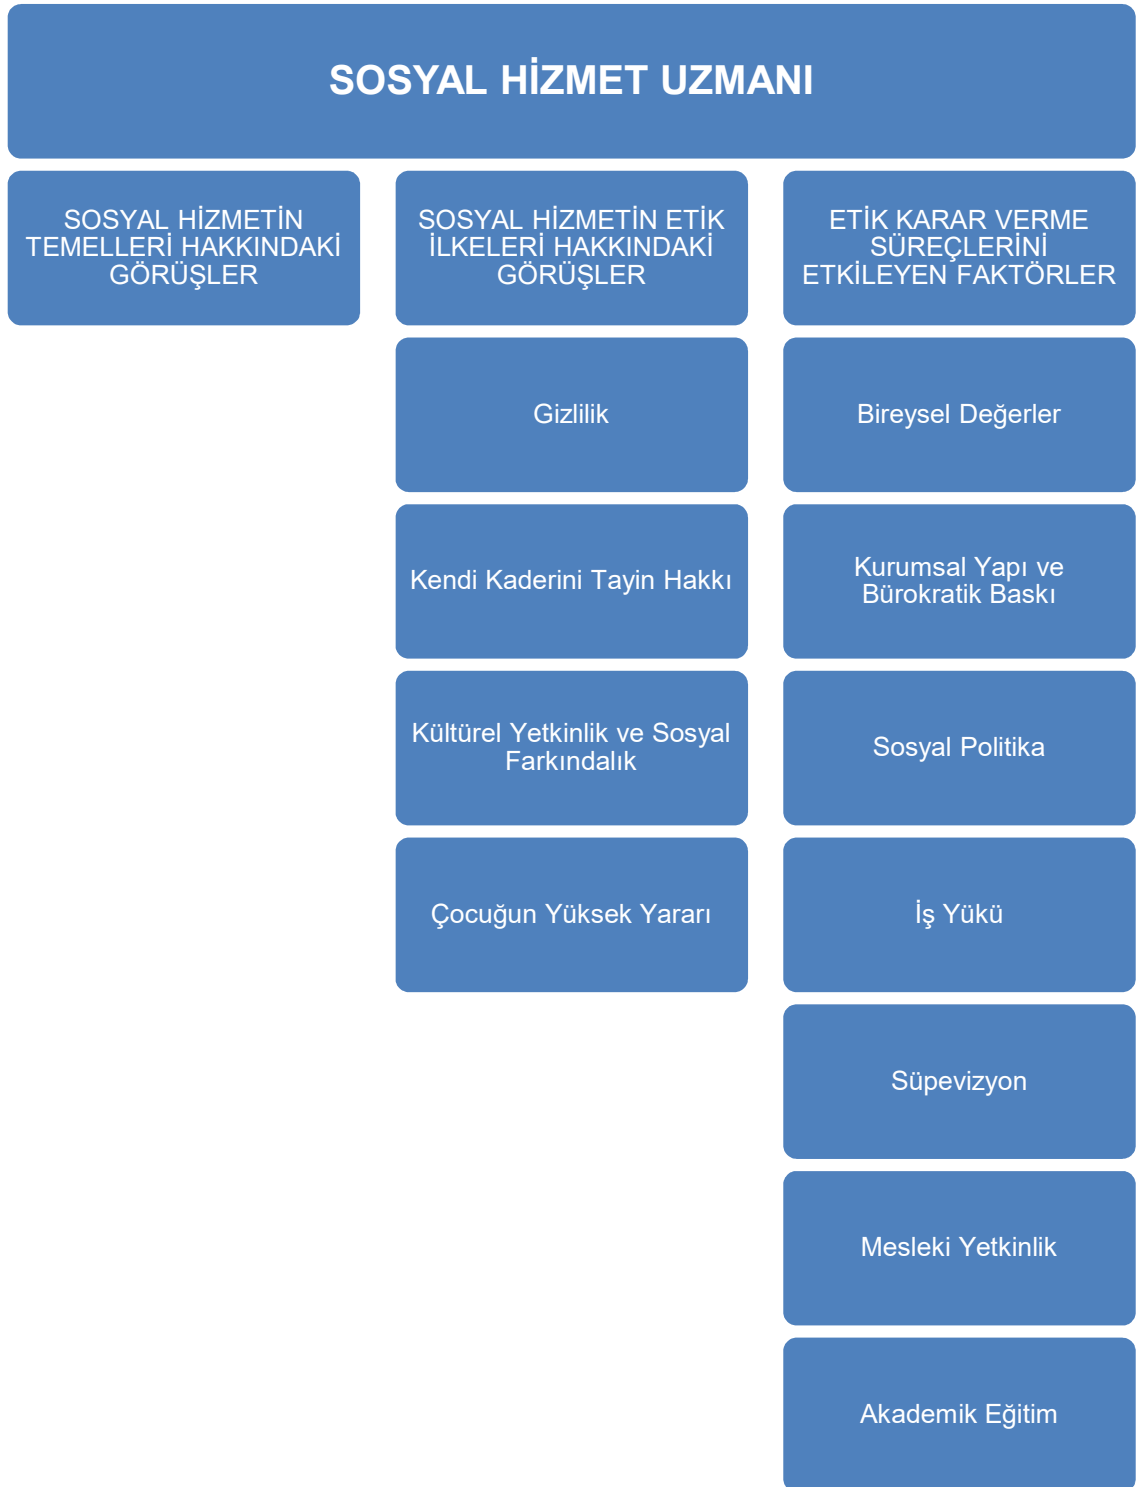 SOSYAL HİZMET UZMANI
SOSYAL HİZMETİN
TEMELLERİ HAKKINDAKİ
GÖRÜŞLER
SOSYAL HİZMETİN ETİK
İLKELERİ HAKKINDAKİ
GÖRÜŞLER
Gizlilik
Kendi Kaderini Tayin Hakkı
Kültürel Yetkinlik ve Sosyal
Farkındalık
Çocuğun Yüksek Yararı
ETİK KARAR VERME
SÜREÇLERİNİ
ETKİLEYEN FAKTÖRLER
Bireysel Değerler
Kurumsal Yapı ve
Bürokratik Baskı
Sosyal Politika
İş Yükü
Süpevizyon
Mesleki Yetkinlik
Akademik Eğitim